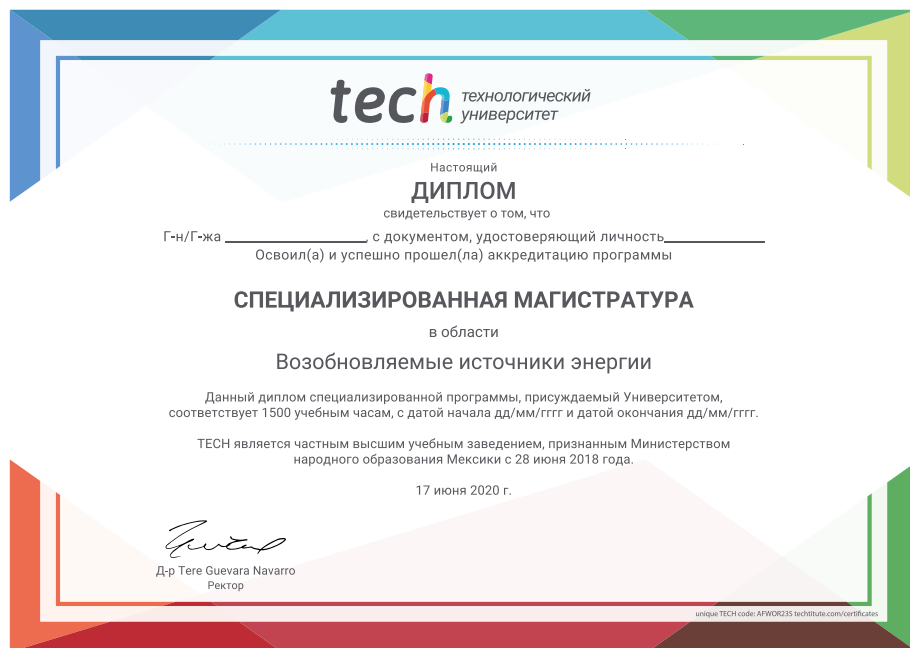 tech технологический
университет
Настоящий
ДИПЛОМ
свидетельствует о том, что
Г-н/Г-жа ____________, с документом, удостоверяющий личность____________
Освоил(а) и успешно прошел(ла) аккредитацию программы
СПЕЦИАЛИЗИРОВАННАЯ МАГИСТРАТУРА
в области
Возобновляемые источники энергии
Данный диплом специализированной программы, присуждаемый Университетом,
соответствует 1500 учебным часам, с датой начала дд/мм/гггг и датой окончания дд/мм/гггг.
TECH является частным высшим учебным заведением, признанным Министерством
народного образования Мексики с 28 июня 2018 года.
17 июня 2020 г.
Д-р Tere Guevara Navarro
Ректор
unique TECH code: AFWOR23S techtitute.com/certificates